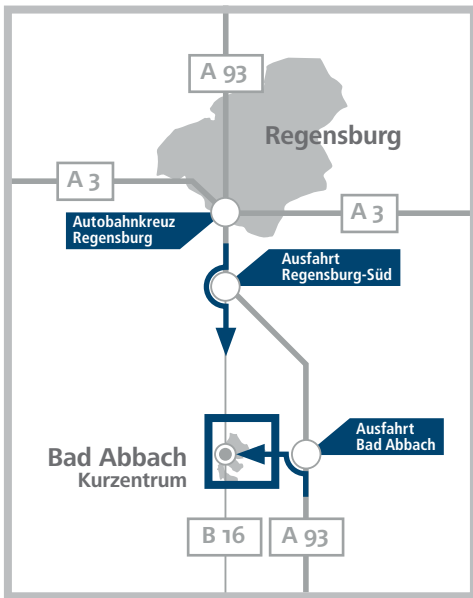 A 93
Regensburg
A 3
A 3
Autobahnkreuz
Regensburg
Ausfahrt
Regensburg-Süd
Ausfahrt
Bad Abbach
Bad Abbach
Kurzentrum
B 16
A 93